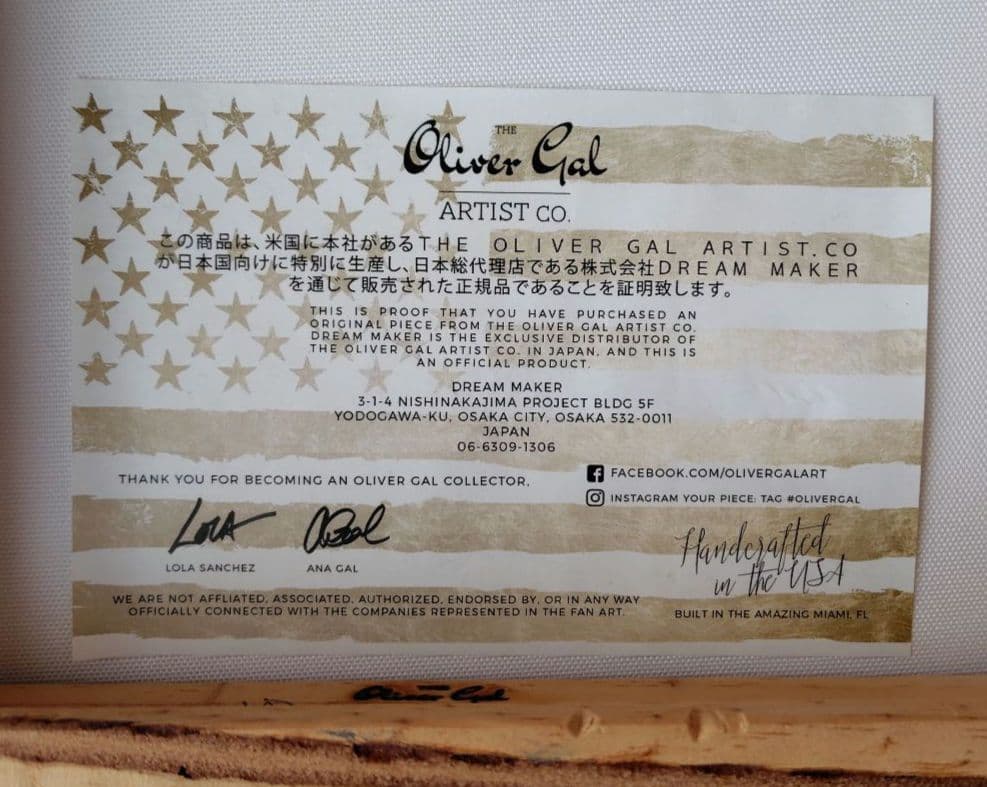 THE
Oliver Gal
ARTIST CO.
この商品は、米国に本社があるTHE OLIVER GAL ARTIST.CO
が日本国向けに特別に生産し、日本総代理店である株式会社DREAM MAKER
を通じて販売された正規品であることを証明致します。
THIS IS PROOF THAT YOU HAVE PURCHASED AN
ORIGINAL PIECE FROM THE OLIVER GAL ARTIST CO.
DREAM MAKER IS THE EXCLUSIVE DISTRIBUTOR OF
THE OLIVER GAL ARTIST CO. IN JAPAN. AND THIS IS
AN OFFICIAL PRODUCT.
DREAM MAKER
3-1-4 NISHINAKAJIMA PROJECT BLDG 5F
YODOGAWA-KU, OSAKA CITY, OSAKA 532-0011
JAPAN
06-6309-1306
THANK YOU FOR BECOMING AN OLIVER GAL COLLECTOR,
FACEBOOK.COM/OLIVERGALART
INSTAGRAM YOUR PIECE: TAG #OLIVERGAL
LOLA
LOLA SANCHEZ
ANA GAL
Handcrafted
in the USA
BUILT IN THE AMAZING MIAMI, FL
WE ARE NOT AFFLIATED, ASSOCIATED, AUTHORIZED, ENDORSED BY, OR IN ANY WAY
OFFICIALLY CONNECTED WITH THE COMPANIES REPRESENTED IN THE FAN ART.
Oliver Gal